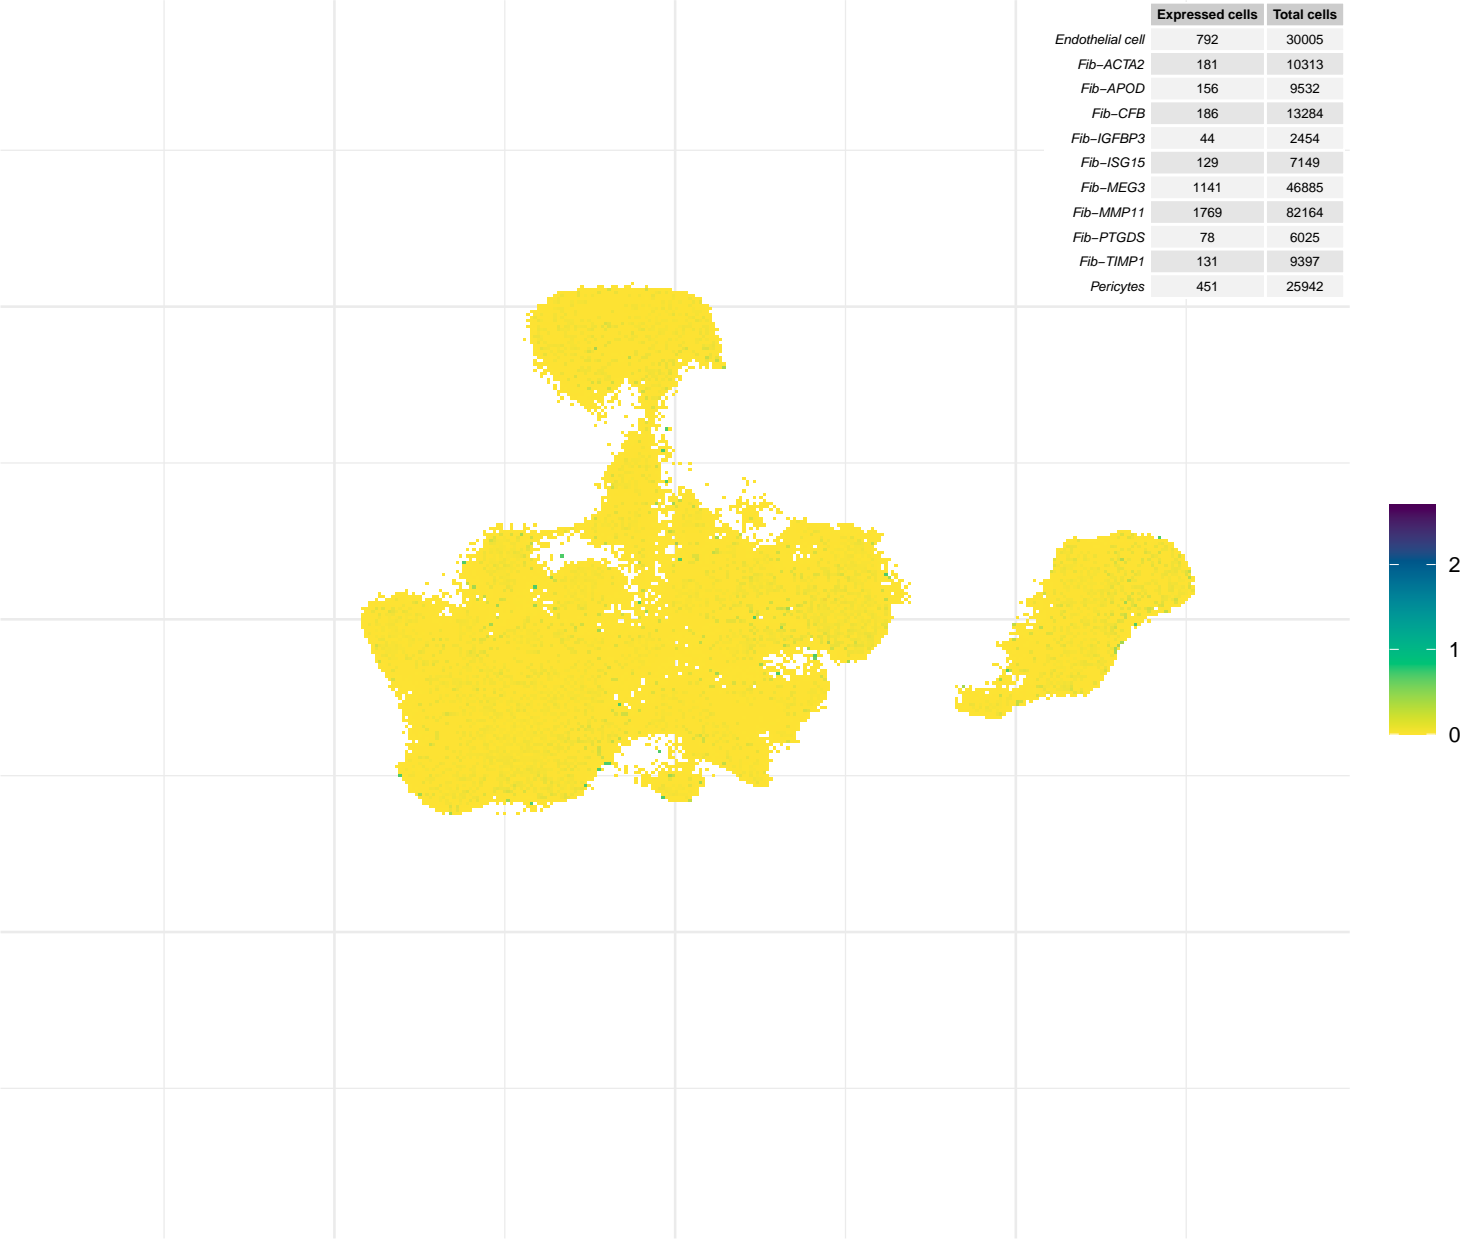 Expressed cells Total cells
Endothelial cell 792 30005
Fib−ACTA2 181 10313
Fib−APOD 156 9532
Fib−CFB 186 13284
Fib−IGFBP3 44 2454
Fib−ISG15 129 7149
Fib−MEG3 1141 46885
Fib−MMP11 1769 82164
Fib−PTGDS 78 6025
Fib−TIMP1 131 9397
Pericytes 451 25942
2
1
0